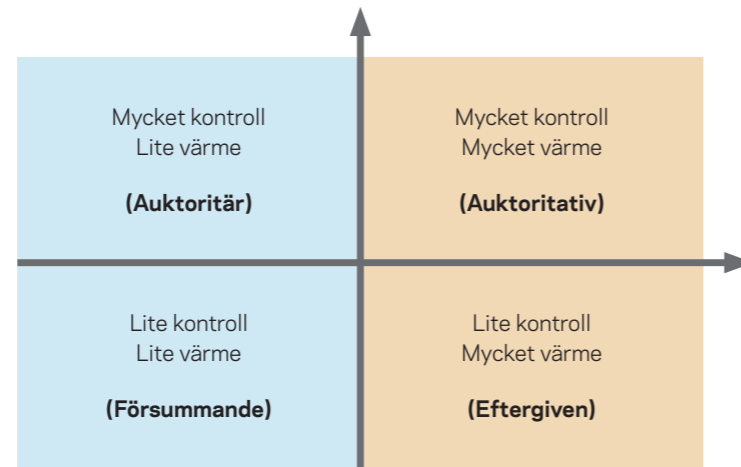 Mycket kontroll
Lite värme
(Auktoritär)
Mycket kontroll
Mycket värme
(Auktoritativ)
Lite kontroll
Lite värme
(Försummande)
Lite kontroll
Mycket värme
(Eftergiven)